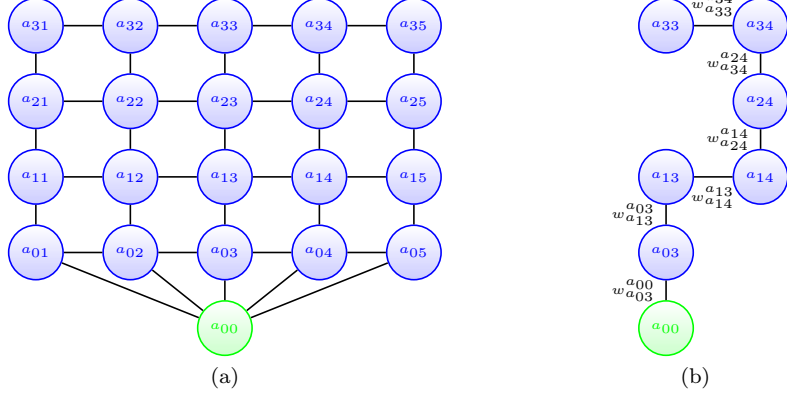 a31 a32 a33 a34 a35
a21 a22 a23 a24 a25
a11 a12 a13 a14 a15
a01 a02 a03 a04 a05
a00
(a)
a33 a34
w a33
w a24 a34
a24
w a14 a24
a13 a14
w a13 a14
w a03 a13
a03
w a00 a03
a00
(b)